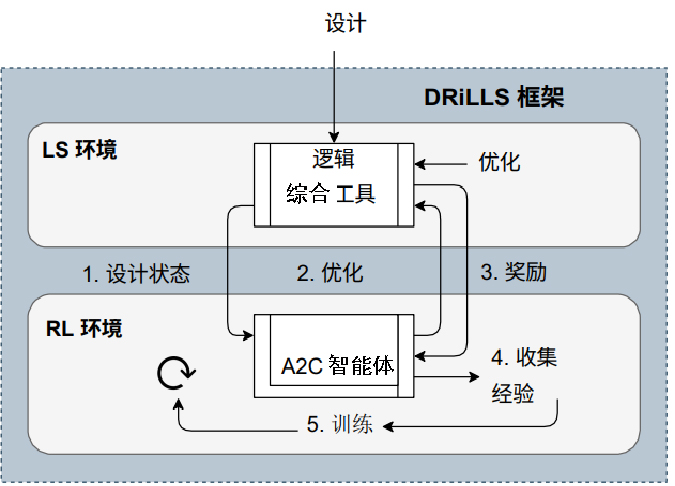 设计
DRiLLS 框架
LS 环境
逻辑
综合 工具
优化
1. 设计状态
2. 优化
3. 奖励
RL 环境
A2C 智能体
4. 收集
经验
5. 训练